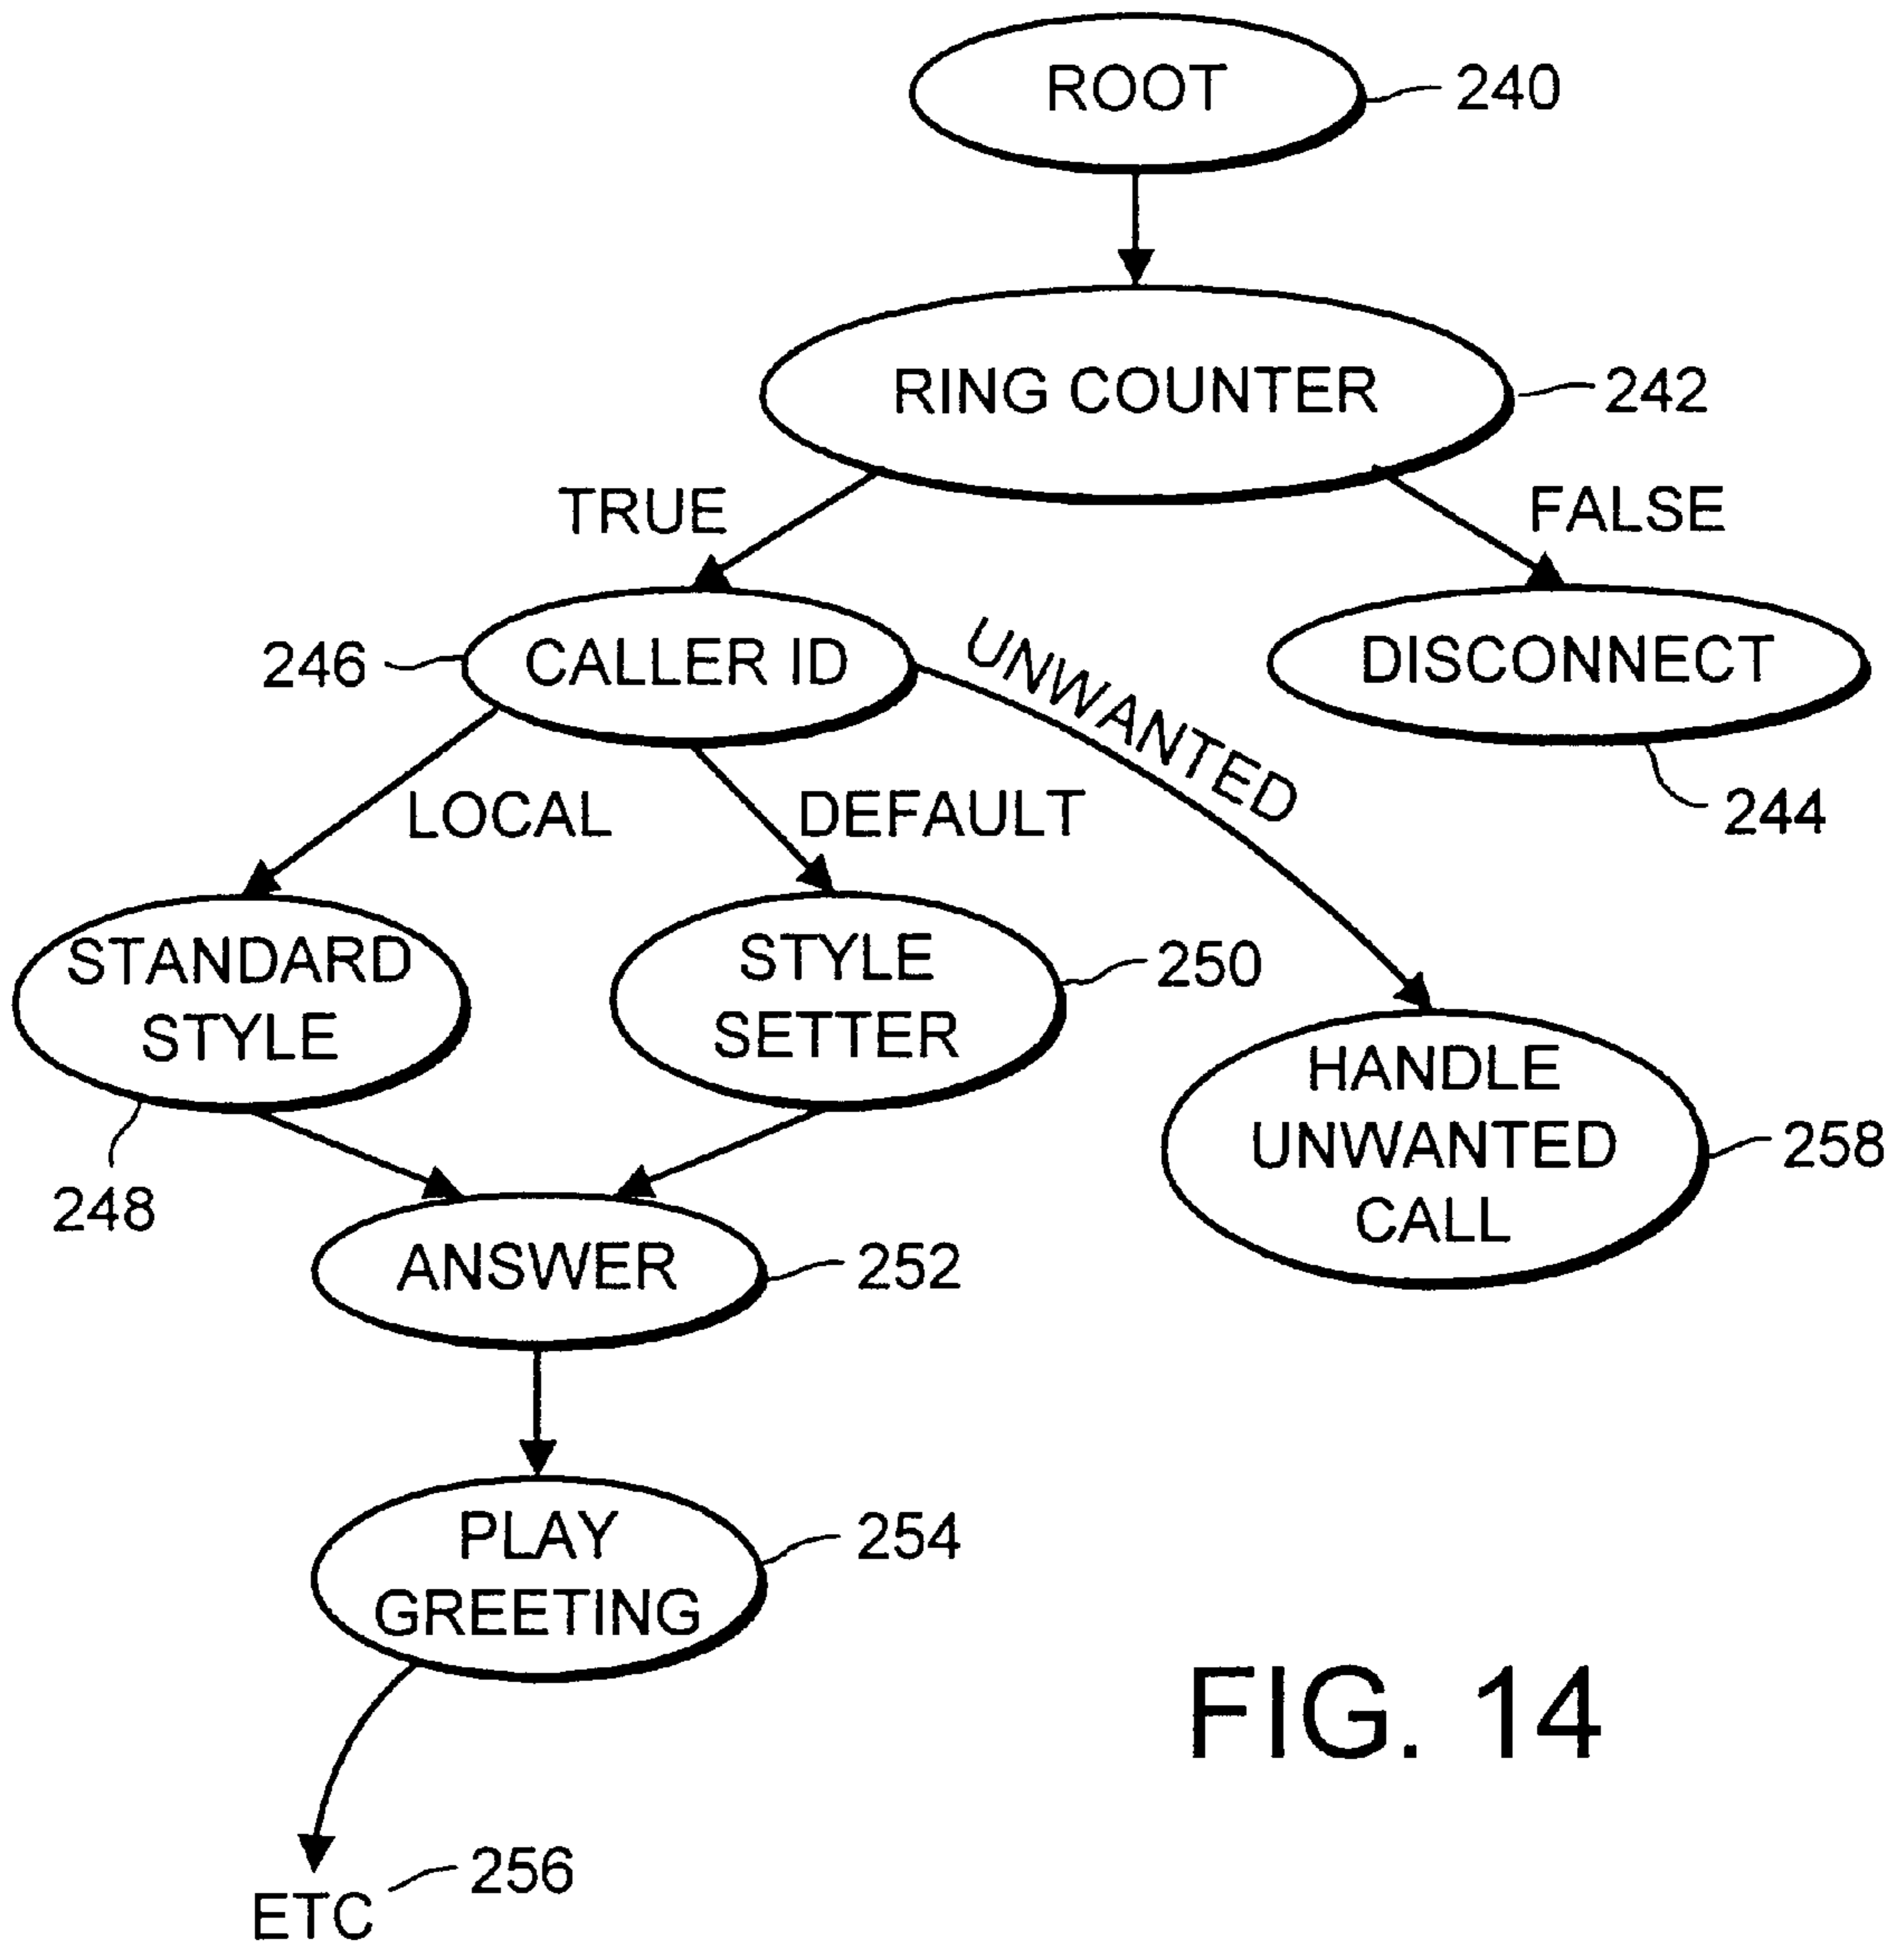 ROOT
240
RING COUNTER
242
TRUE
FALSE
246
CALLER ID
UNWANTED
DISCONNECT
244
LOCAL
DEFAULT
STANDARD
STYLE
248
STYLE
SETTER
250
HANDLE
UNWANTED
CALL
258
ANSWER
252
PLAY
GREETING
254
ETC
256
FIG. 14